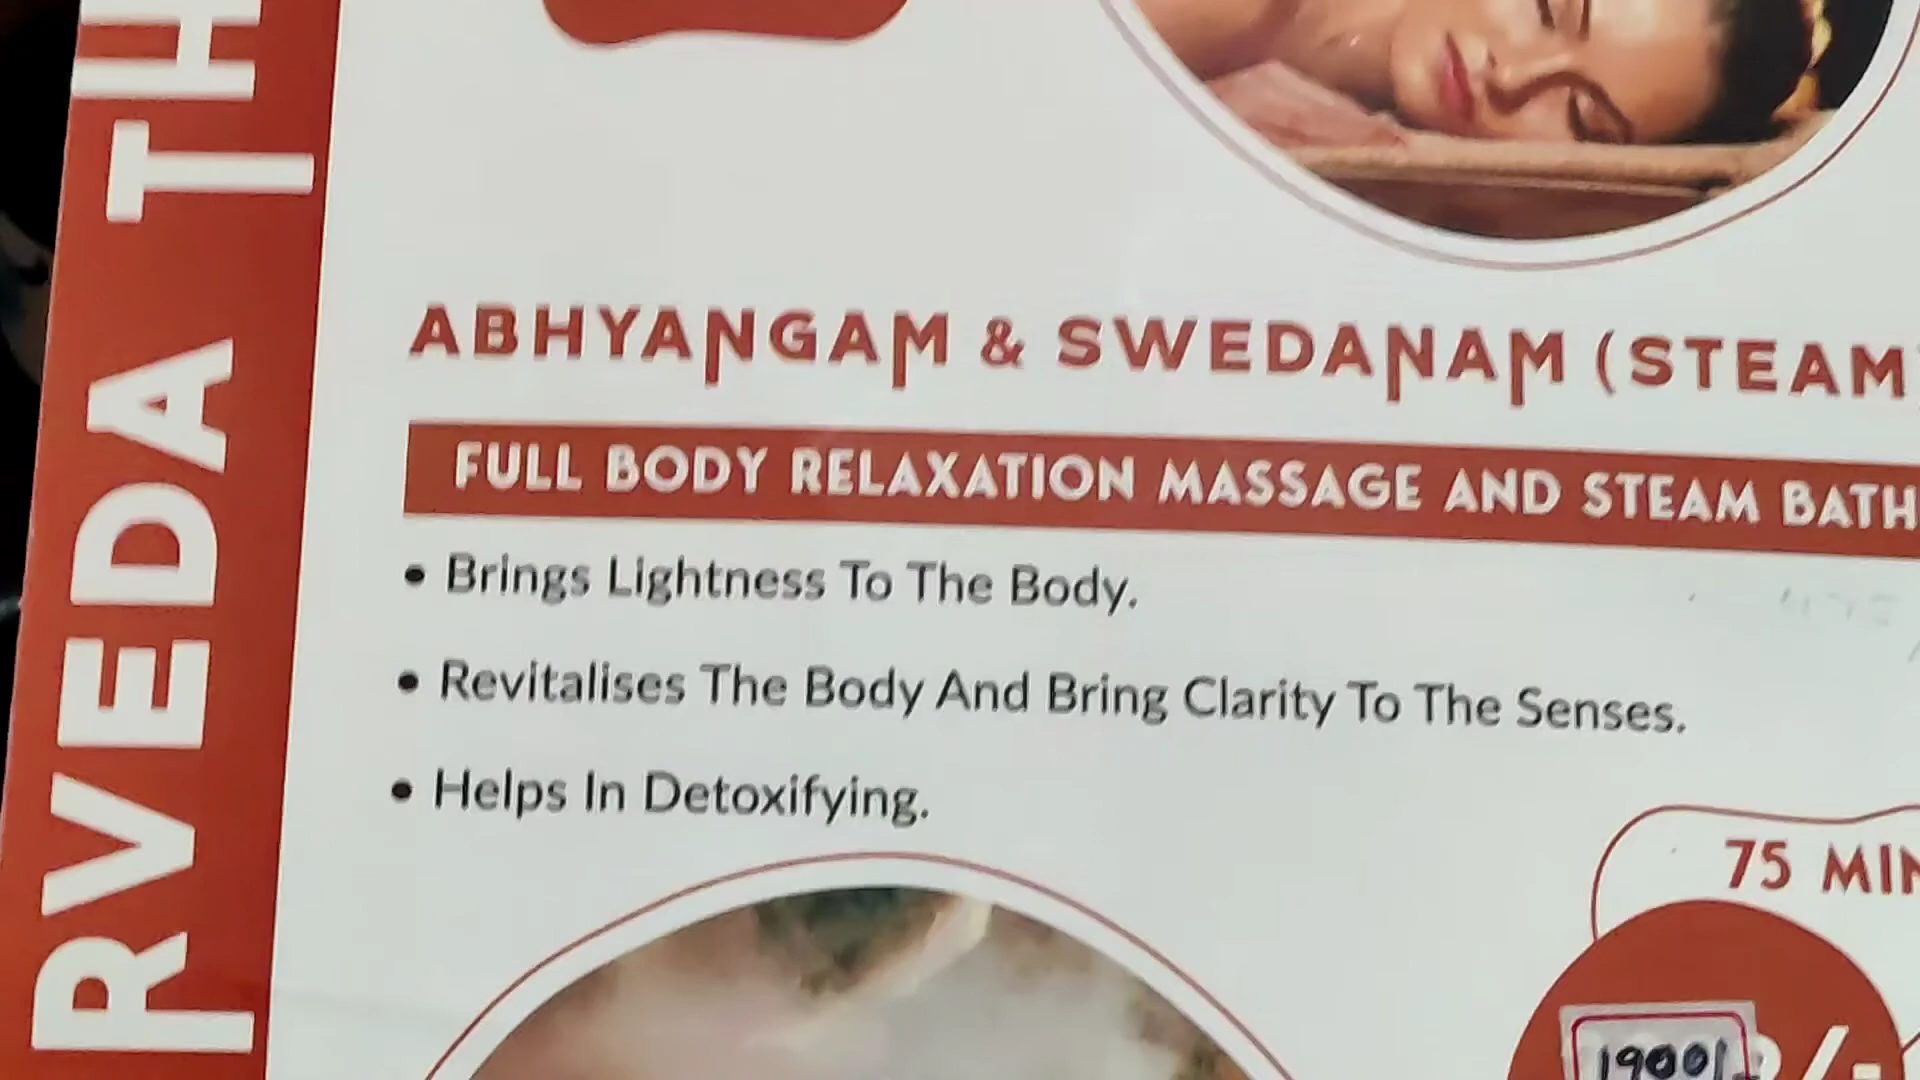 ABHYANGAM & SWEDANAM (STEAM
FULL BODY RELAXATION MASSAGE AND STEAM BATH
• Brings Lightness To The Body.
• Revitalises The Body And Bring Clarity To The Senses.
• Helps In Detoxifying.
75 MIN
1900/-
RVEDA TH